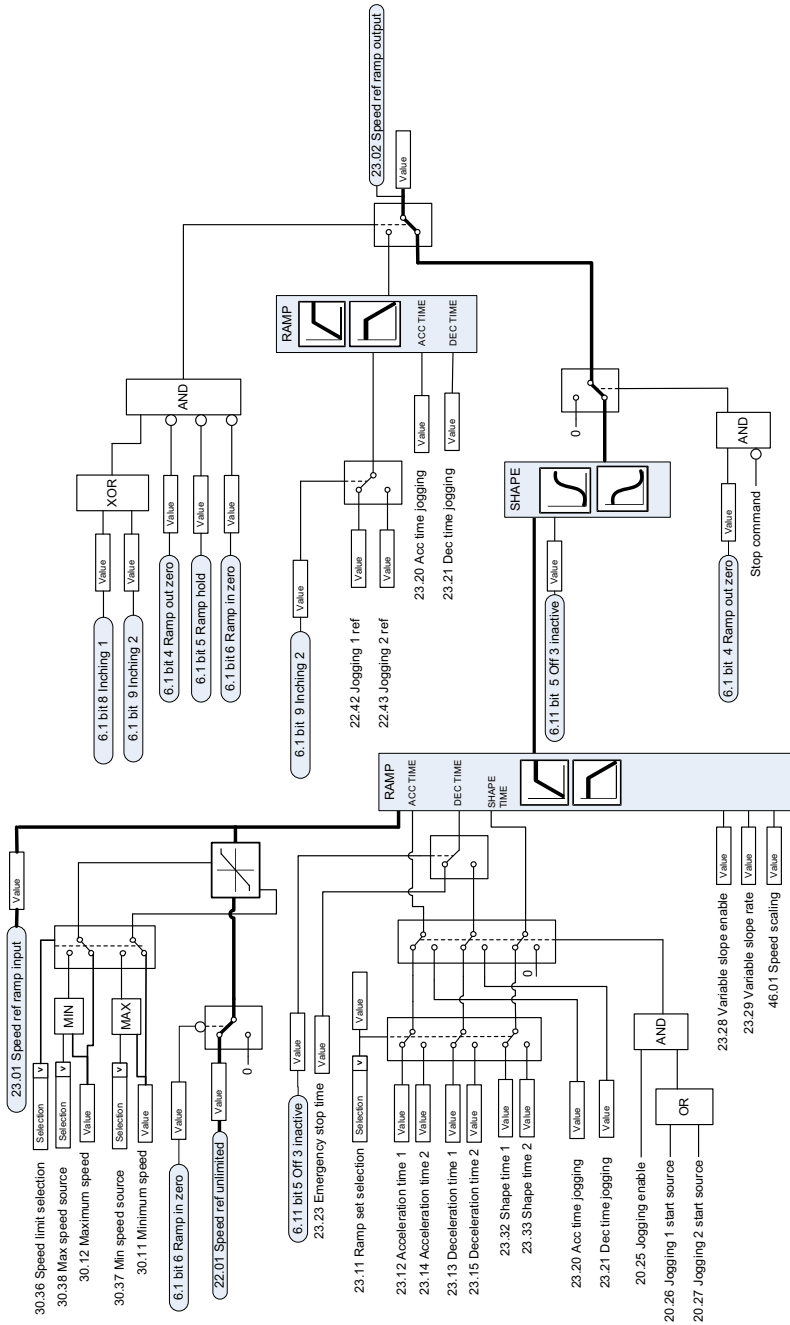 23.01 Speed ref ramp input
Value
30.36 Speed limit selection
Selection
v
30.38 Max speed source
Selection
v
30.12 Maximum speed
Value
MIN
30.37 Min speed source
Selection
v
30.11 Minimum speed
Value
MAX
6.1 bit 6 Ramp in zero
Value
22.01 Speed ref unlimited
Value
0
6.11 bit 5 Off 3 inactive
Value
23.23 Emergency stop time
Value
23.11 Ramp set selection
Selection
v
Value
23.12 Acceleration time 1
Value
23.14 Acceleration time 2
Value
23.13 Deceleration time 1
Value
23.15 Deceleration time 2
Value
23.32 Shape time 1
Value
23.33 Shape time 2
Value
0
23.20 Acc time jogging
Value
23.21 Dec time jogging
Value
20.25 Jogging enable
AND
20.26 Jogging 1 start source
20.27 Jogging 2 start source
OR
23.28 Variable slope enable
Value
23.29 Variable slope rate
Value
46.01 Speed scaling
Value
RAMP
ACC TIME
DEC TIME
SHAPE
TIME
6.1 bit 8 Inching 1
Value
6.1 bit 9 Inching 2
Value
XOR
6.1 bit 4 Ramp out zero
Value
6.1 bit 5 Ramp hold
Value
6.1 bit 6 Ramp in zero
Value
AND
6.1 bit 9 Inching 2
Value
22.42 Jogging 1 ref
Value
22.43 Jogging 2 ref
Value
23.20 Acc time jogging
Value
23.21 Dec time jogging
Value
RAMP
ACC TIME
DEC TIME
6.11 bit 5 Off 3 inactive
Value
SHAPE
0
6.1 bit 4 Ramp out zero
Value
Stop command
AND
23.02 Speed ref ramp output
Value